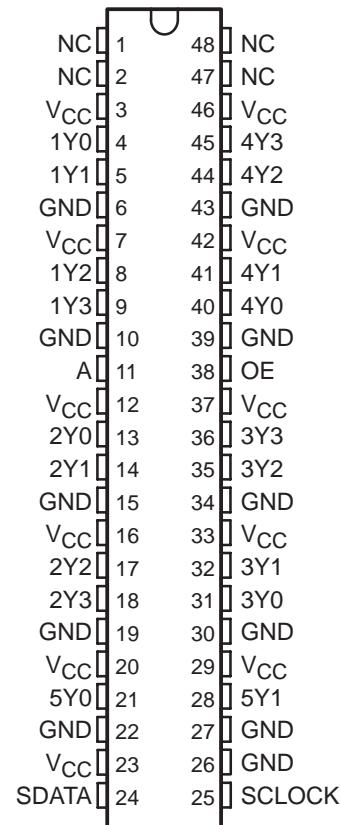 NC 1 48 NC
NC 2 47 NC
VCC 3 46 VCC
1Y0 4 45 4Y3
1Y1 5 44 4Y2
GND 6 43 GND
VCC 7 42 VCC
1Y2 8 41 4Y1
1Y3 9 40 4Y0
GND 10 39 GND
A 11 38 OE
VCC 12 37 VCC
2Y0 13 36 3Y3
2Y1 14 35 3Y2
GND 15 34 GND
VCC 16 33 VCC
2Y2 17 32 3Y1
2Y3 18 31 3Y0
GND 19 30 GND
VCC 20 29 VCC
5Y0 21 28 5Y1
GND 22 27 GND
VCC 23 26 GND
SDATA 24 25 SCLOCK